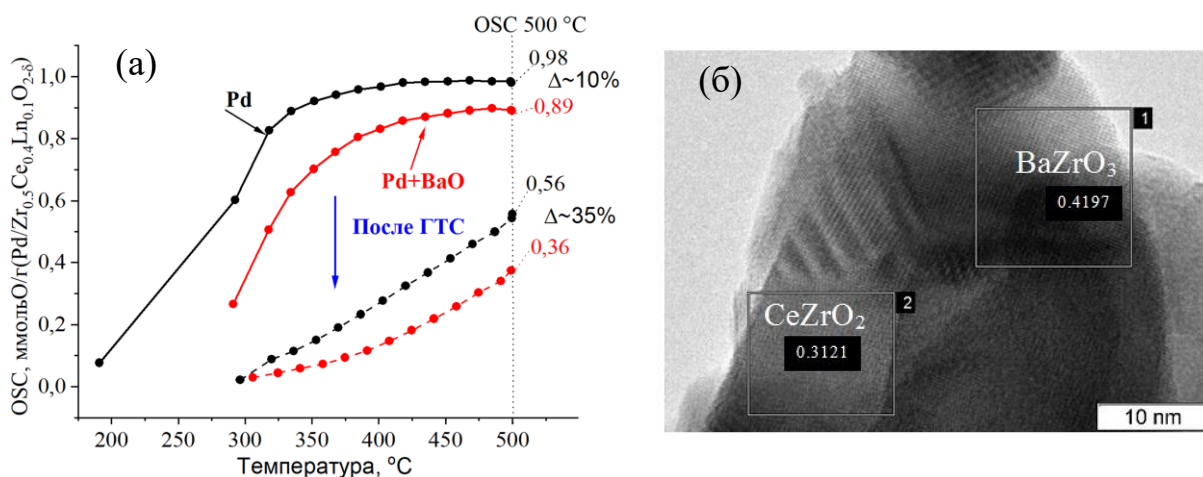 (а)
OSC 500 °C
0,98
Δ~10%
0,89
Pd
Pd+BaO
0,56
Δ~35%
После ГТС
0,36
OSC, ммольО/г(Pd/Zr0.5Ce0.4Ln0.1O2-δ)
1,0
0,8
0,6
0,4
0,2
0,0
200 250 300 350 400 450 500
Температура, °C
(б)
1
BaZrO3
0.4197
2
CeZrO2
0.3121
10 nm